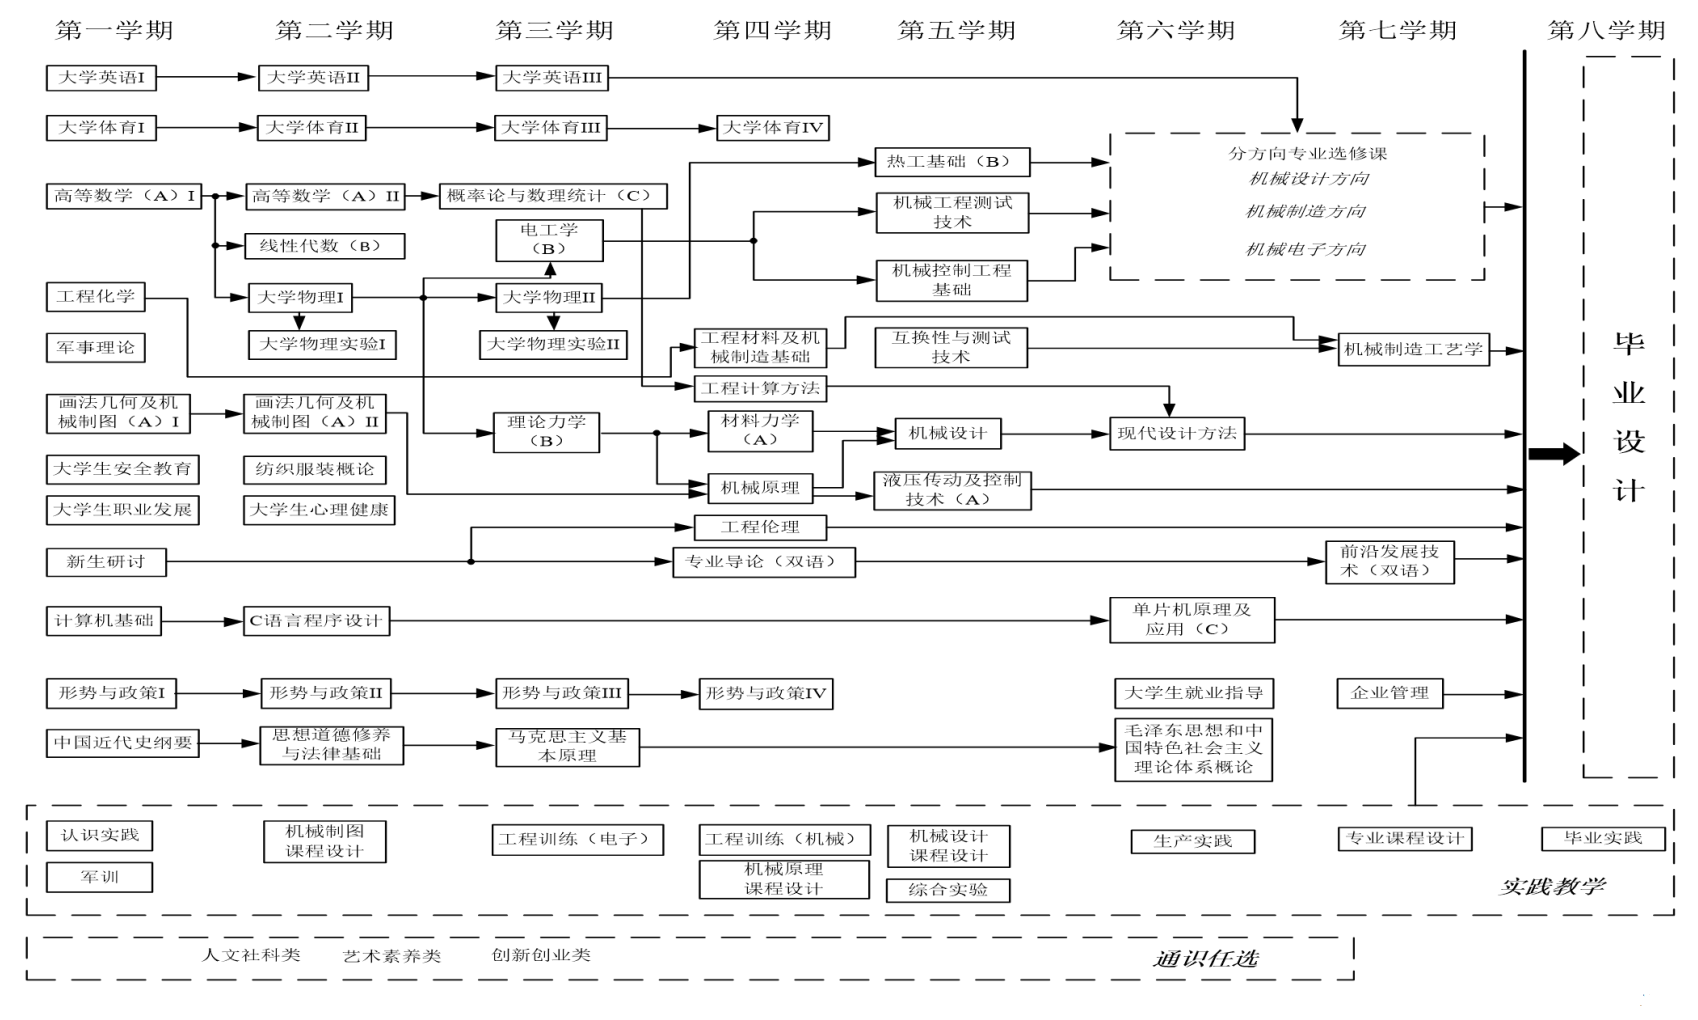 第一学期
第二学期
第三学期
第四学期
第五学期
第六学期
第七学期
第八学期
大学英语I
大学英语II
大学英语III
大学体育I
大学体育II
大学体育III
大学体育IV
热工基础（B）
分方向专业选修课
机械设计方向
机械制造方向
机械电子方向
高等数学（A）I
高等数学（A）II
概率论与数理统计（C）
机械工程测试
技术
线性代数（B）
电工学
（B）
机械控制工程
基础
工程化学
大学物理I
大学物理II
军事理论
大学物理实验I
大学物理实验II
工程材料及机
械制造基础
互换性与测试
技术
机械制造工艺学
工程计算方法
画法几何及机
械制图（A）I
画法几何及机
械制图（A）II
理论力学
（B）
材料力学
（A）
机械设计
现代设计方法
毕
业
设
计
大学生安全教育
纺织服装概论
机械原理
液压传动及控制
技术（A）
大学生职业发展
大学生心理健康
工程伦理
新生研讨
专业导论（双语）
前沿发展技
术（双语）
计算机基础
C语言程序设计
单片机原理及
应用（C）
形势与政策I
形势与政策II
形势与政策III
形势与政策IV
大学生就业指导
企业管理
中国近代史纲要
思想道德修养
与法律基础
马克思主义基
本原理
毛泽东思想和中
国特色社会主义
理论体系概论
认识实践
机械制图
课程设计
工程训练（电子）
工程训练（机械）
机械设计
课程设计
生产实践
专业课程设计
毕业实践
军训
机械原理
课程设计
综合实验
实践教学
人文社科类
艺术素养类
创新创业类
通识任选